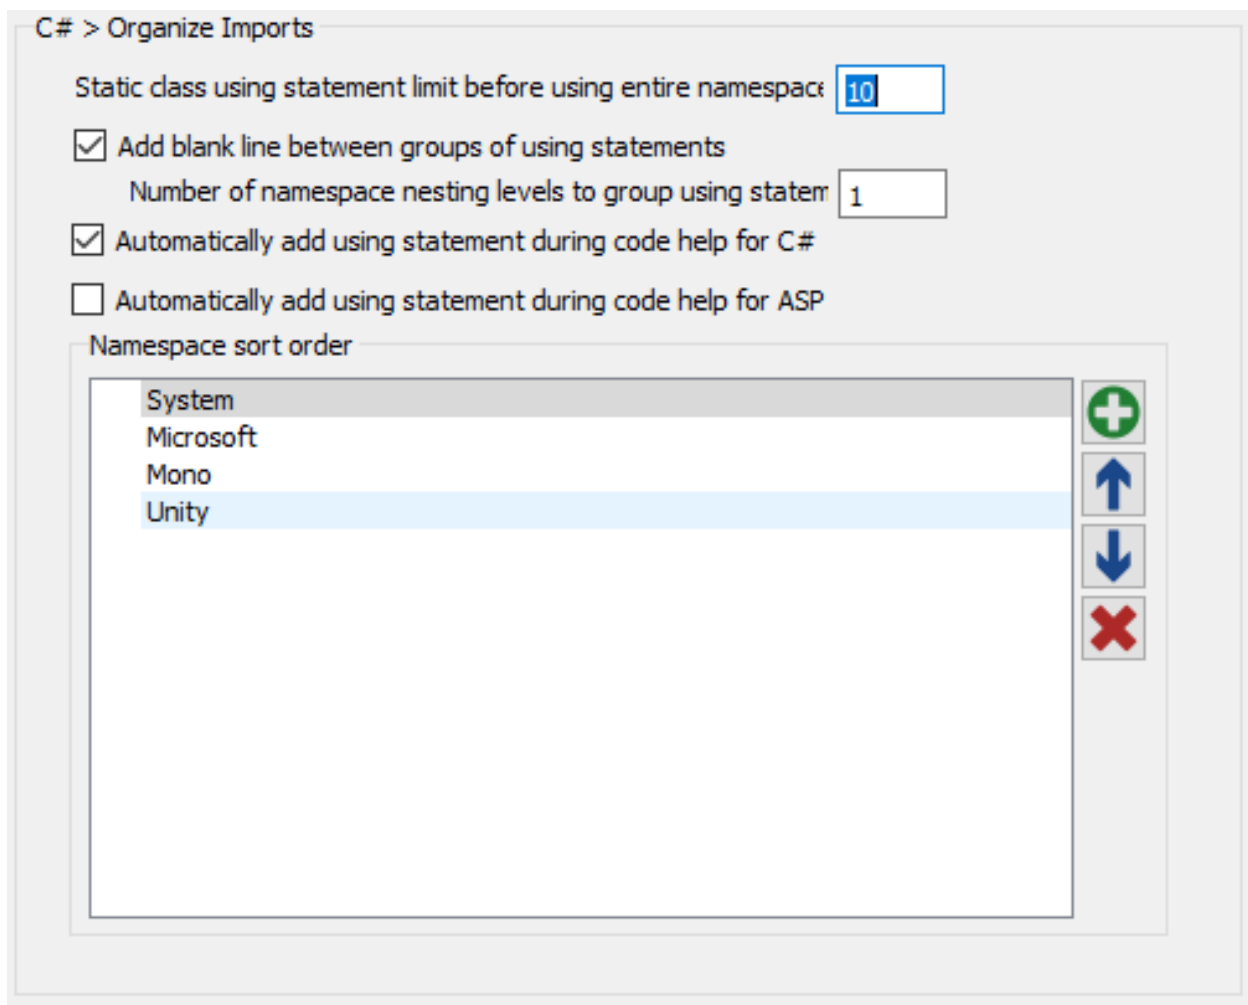 C# > Organize Imports
Static class using statement limit before using entire namespace 10
Add blank line between groups of using statements
Number of namespace nesting levels to group using statem 1
Automatically add using statement during code help for C#
Automatically add using statement during code help for ASP
Namespace sort order
System
Microsoft
Mono
Unity